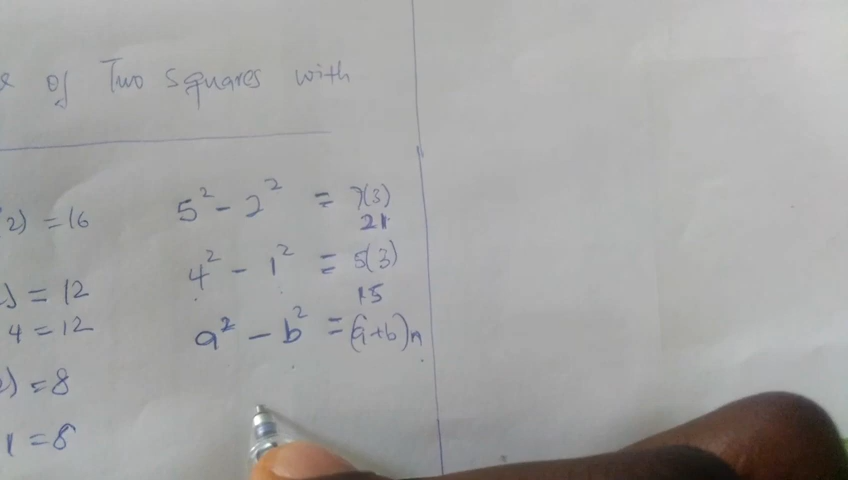 of Two Squares with
2) = 16
5² - 2² = 7(3)
21
4² - 1² = 5(3)
) = 12
15
4 = 12
a² - b² = (a+b)n
) = 8
1 = 8